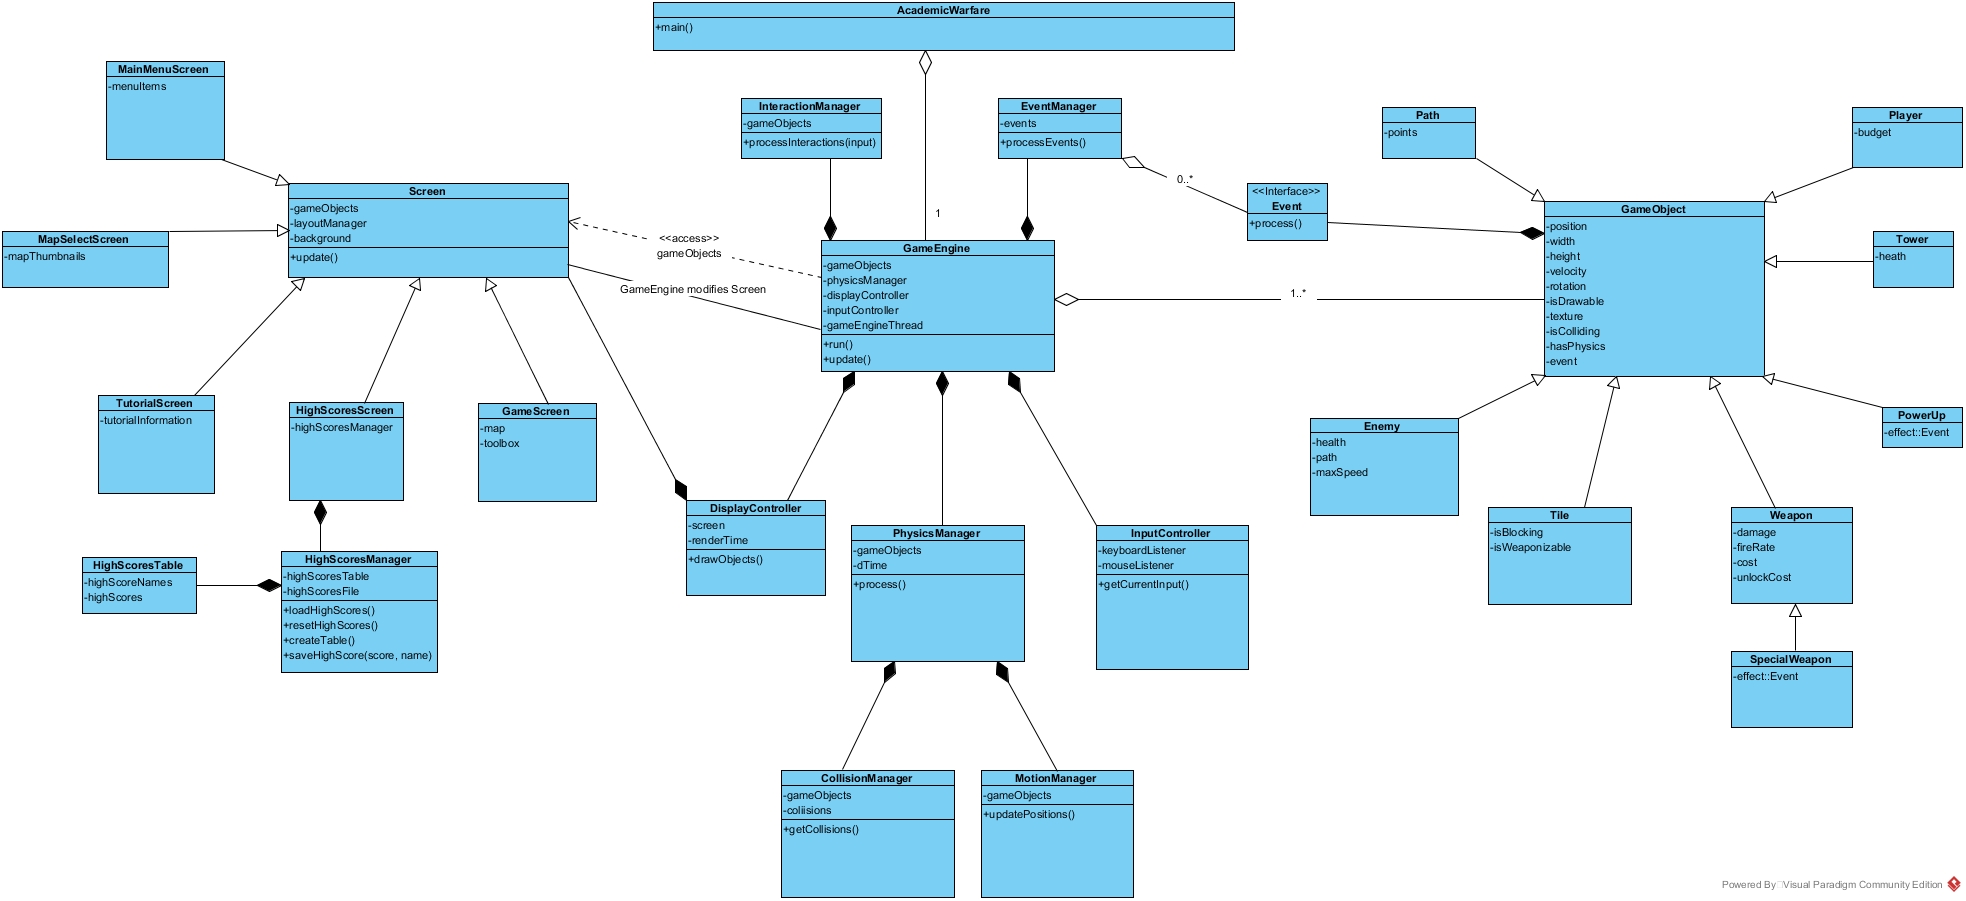 AcademicWarfare
+main()
MainMenuScreen
-menuItems
InteractionManager
-gameObjects
+processInteractions(input)
EventManager
-events
+processEvents()
Path
-points
Player
-budget
0..*
<<Interface>>
Event
+process()
Screen
-gameObjects
-layoutManager
-background
+update()
MapSelectScreen
-mapThumbnails
<<access>>
gameObjects
GameEngine modifies Screen
1
GameEngine
-gameObjects
-physicsManager
-displayController
-inputController
-gameEngineThread
+run()
+update()
1..*
GameObject
-position
-width
-height
-velocity
-rotation
-isDrawable
-texture
-isColliding
-hasPhysics
-event
Tower
-heath
TutorialScreen
-tutorialInformation
HighScoresScreen
-highScoresManager
GameScreen
-map
-toolbox
Enemy
-health
-path
-maxSpeed
PowerUp
-effect::Event
DisplayController
-screen
-renderTime
+drawObjects()
PhysicsManager
-gameObjects
-dTime
+process()
InputController
-keyboardListener
-mouseListener
+getCurrentInput()
Tile
-isBlocking
-isWeaponizable
Weapon
-damage
-fireRate
-cost
-unlockCost
HighScoresTable
-highScoreNames
-highScores
HighScoresManager
-highScoresTable
-highScoresFile
+loadHighScores()
+resetHighScores()
+createTable()
+saveHighScore(score, name)
SpecialWeapon
-effect::Event
CollisionManager
-gameObjects
-coliisions
+getCollisions()
MotionManager
-gameObjects
+updatePositions()
Powered By Visual Paradigm Community Edition